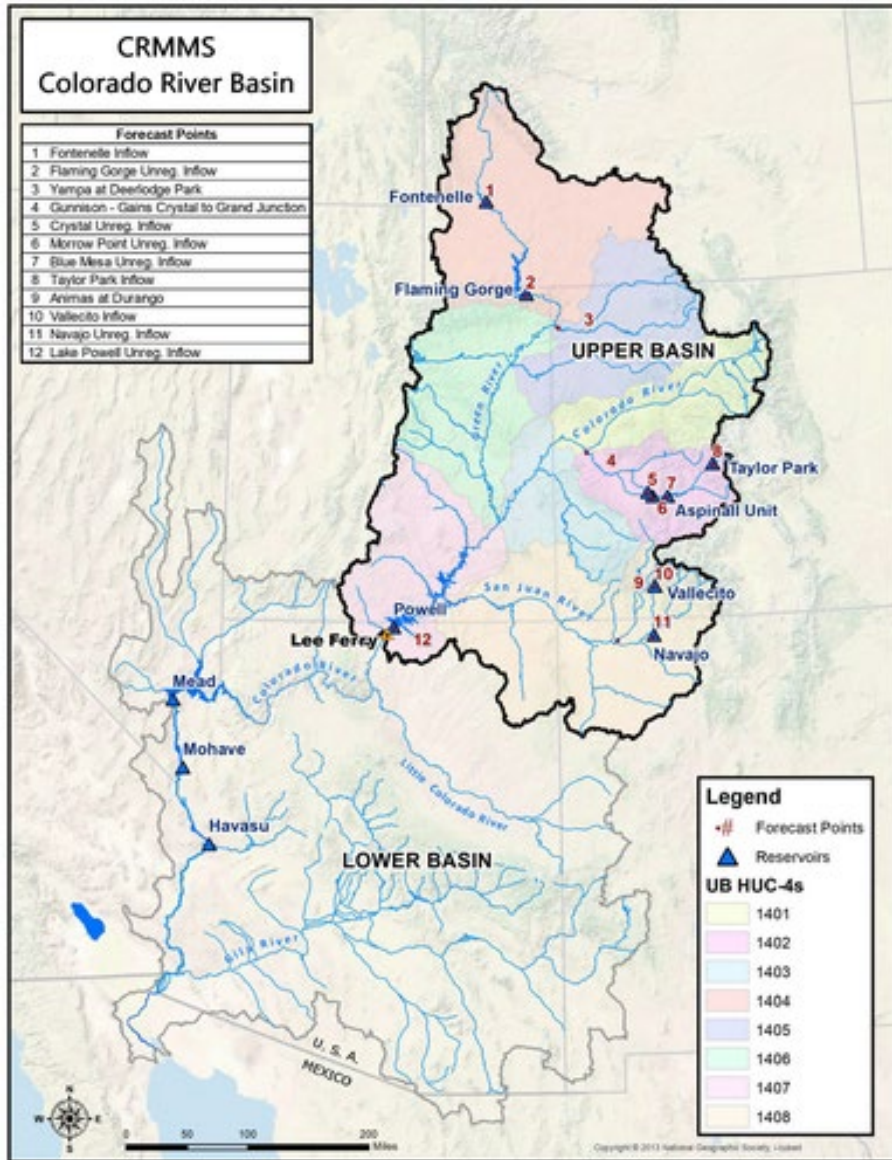 CRMMS
Colorado River Basin
Forecast Points
1 Fontenelle Inflow
2 Flaming Gorge Unreg. Inflow
3 Yampa at Deerlodge Park
4 Gunnison - Gains Crystal to Grand Junction
5 Crystal Unreg. Inflow
6 Morrow Point Unreg. Inflow
7 Blue Mesa Unreg. Inflow
8 Taylor Park Inflow
9 Animas at Durango
10 Vallecito Inflow
11 Navajo Unreg. Inflow
12 Lake Powell Unreg. Inflow
1
Fontenelle
2
Flaming Gorge
3
UPPER BASIN
Green River
Colorado River
4
8
Taylor Park
5
7
6
Aspinall Unit
9
10
Vallecito
San Juan River
11
Navajo
Powell
Lee Ferry
12
Colorado River
Mead
Mohave
Little Colorado River
Havasu
LOWER BASIN
Gila River
U. S. A.
MEXICO
Legend
# Forecast Points
Reservoirs
UB HUC-4s
1401
1402
1403
1404
1405
1406
1407
1408
N
W E
S
0 50 100 200
Miles
Copyright © 2013 National Geographic Society, i-cubed